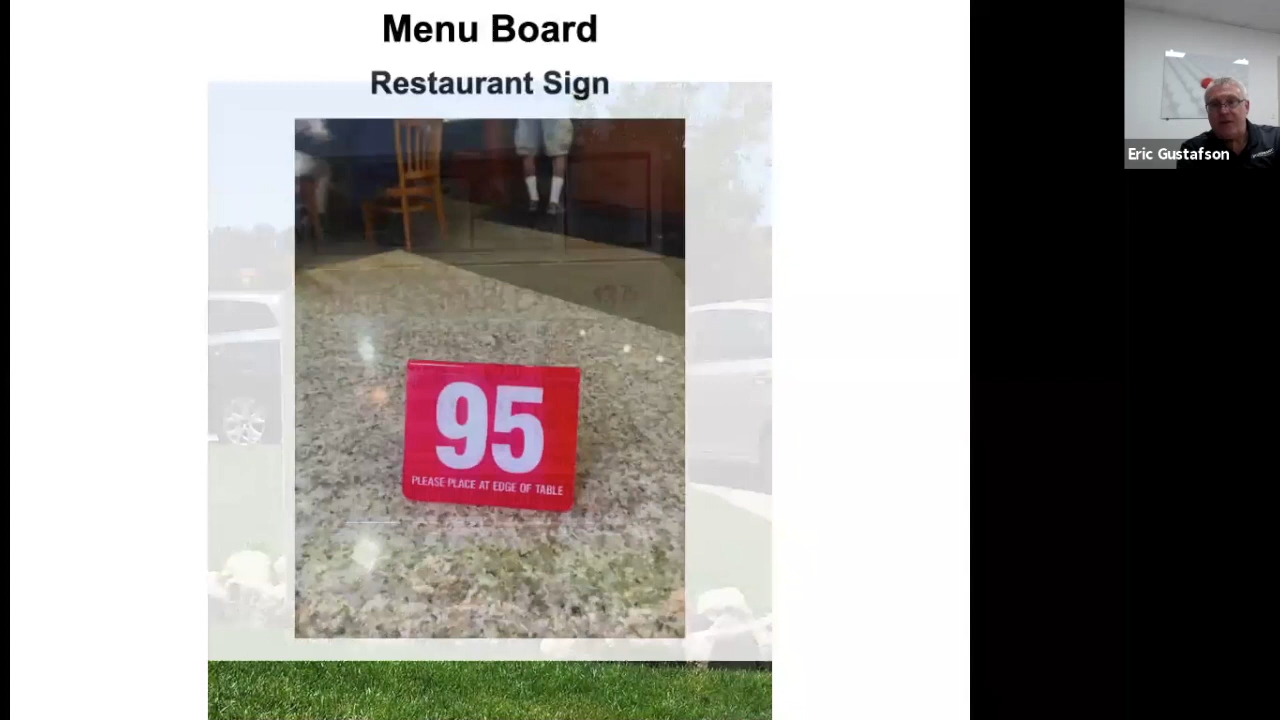 Menu Board
Restaurant Sign
95
PLEASE PLACE AT EDGE OF TABLE
Eric Gustafson